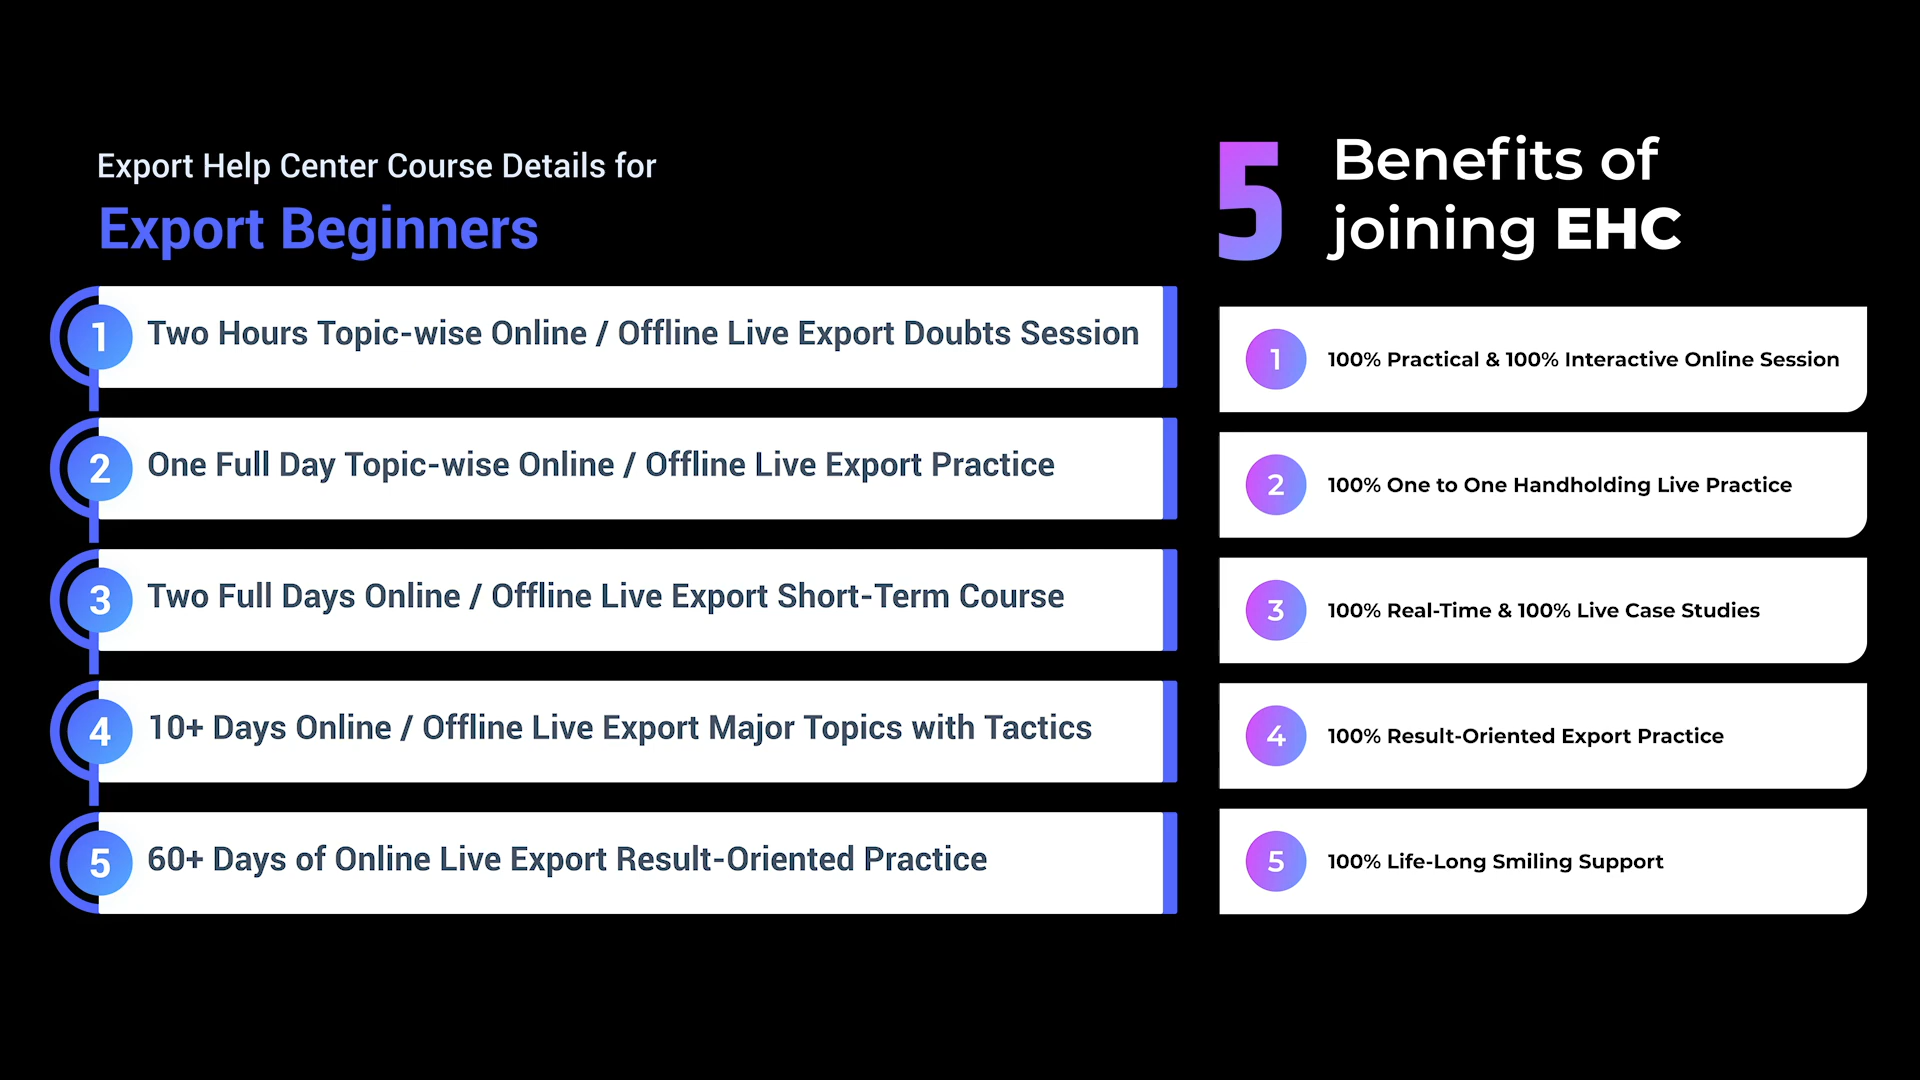 Export Help Center Course Details for
Export Beginners
1 Two Hours Topic-wise Online / Offline Live Export Doubts Session
2 One Full Day Topic-wise Online / Offline Live Export Practice
3 Two Full Days Online / Offline Live Export Short-Term Course
4 10+ Days Online / Offline Live Export Major Topics with Tactics
5 60+ Days of Online Live Export Result-Oriented Practice
5 Benefits of
joining EHC
1 100% Practical & 100% Interactive Online Session
2 100% One to One Handholding Live Practice
3 100% Real-Time & 100% Live Case Studies
4 100% Result-Oriented Export Practice
5 100% Life-Long Smiling Support